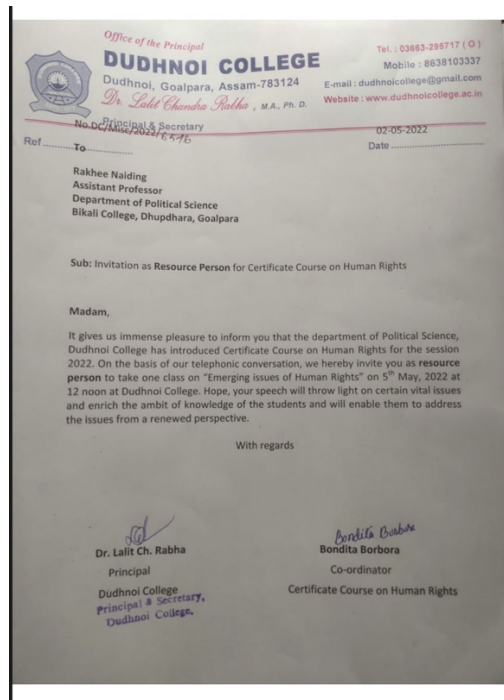 Office of the Principal
DUDHNOI COLLEGE
Dudhnoi, Goalpara, Assam-783124
Dr. Lalit Chandra Rabha, M.A., Ph. D.
Principal & Secretary
Tel. : 03663-296717 ( O )
Mobile : 8638103337
E-mail : dudhnoicollege@gmail.com
Website : www.dudhnoicollege.ac.in
No.DC/Misc/2022/6546
02-05-2022
Ref
Date
To
Rakhee Naiding
Assistant Professor
Department of Political Science
Bikali College, Dhupdhara, Goalpara
Sub: Invitation as Resource Person for Certificate Course on Human Rights
Madam,
It gives us immense pleasure to inform you that the department of Political Science,
Dudhnoi College has introduced Certificate Course on Human Rights for the session
2022. On the basis of our telephonic conversation, we hereby invite you as resource
person to take one class on "Emerging issues of Human Rights" on 5th May, 2022 at
12 noon at Dudhnoi College. Hope, your speech will throw light on certain vital issues
and enrich the ambit of knowledge of the students and will enable them to address
the issues from a renewed perspective.
With regards
Dr. Lalit Ch. Rabha
Principal
Dudhnoi College
Principal & Secretary,
Dudhnoi College.
Bondita Borbora
Bondita Borbora
Co-ordinator
Certificate Course on Human Rights